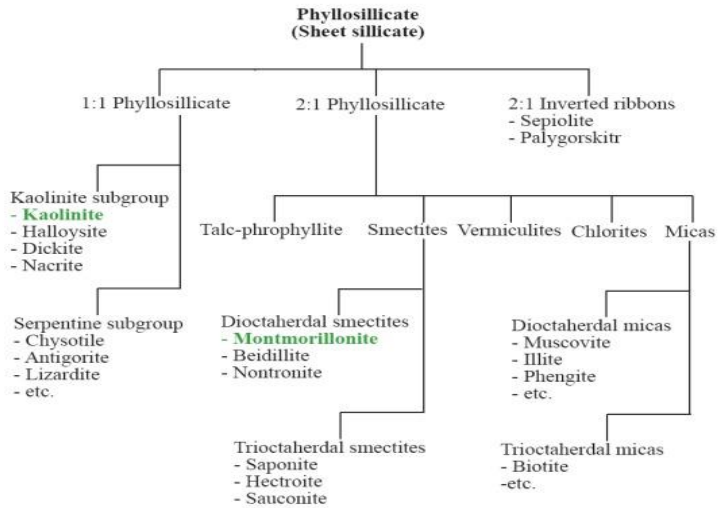 Phyllosillicate
(Sheet sillicate)
1:1 Phyllosillicate
2:1 Phyllosillicate
2:1 Inverted ribbons
- Sepiolite
- Palygorskitr
Kaolinite subgroup
- Kaolinite
- Halloysite
- Dickite
- Nacrite
Serpentine subgroup
- Chysotile
- Antigorite
- Lizardite
- etc.
Talc-phrophyllite
Smectites
Vermiculites
Chlorites
Micas
Dioctaherdal smectites
- Montmorillonite
- Beidillite
- Nontronite
Trioctaherdal smectites
- Saponite
- Hectroite
- Sauconite
Dioctaherdal micas
- Muscovite
- Illite
- Phengite
- etc.
Trioctaherdal micas
- Biotite
-etc.